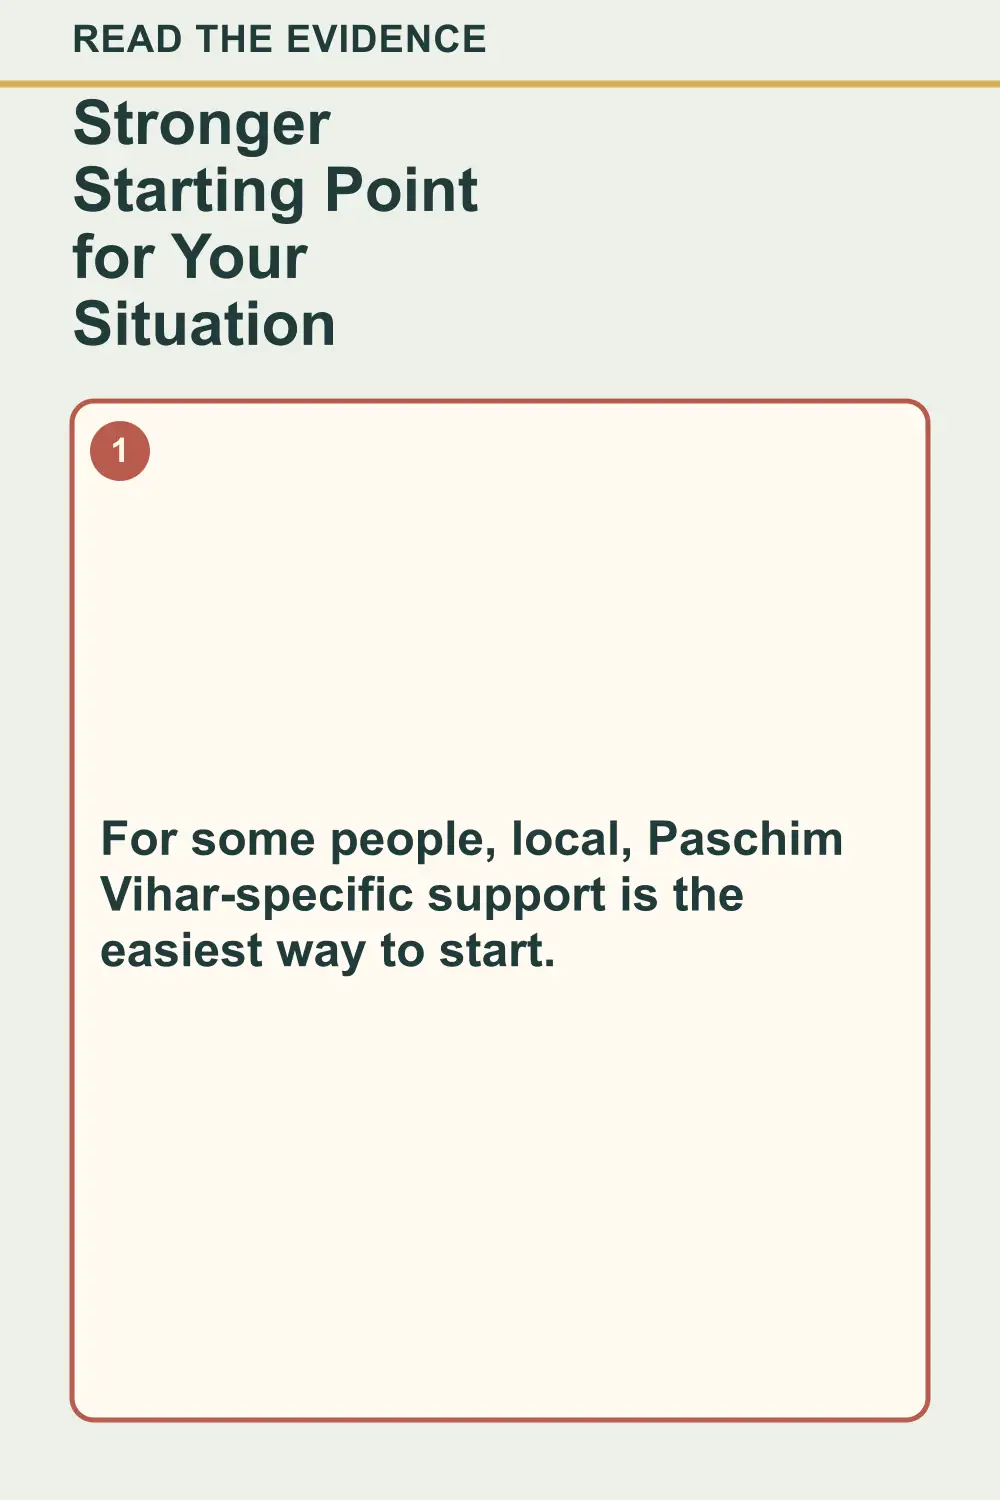 READ THE EVIDENCE
Stronger
Starting Point
for Your
Situation
1
For some people, local, Paschim
Vihar-specific support is the
easiest way to start.